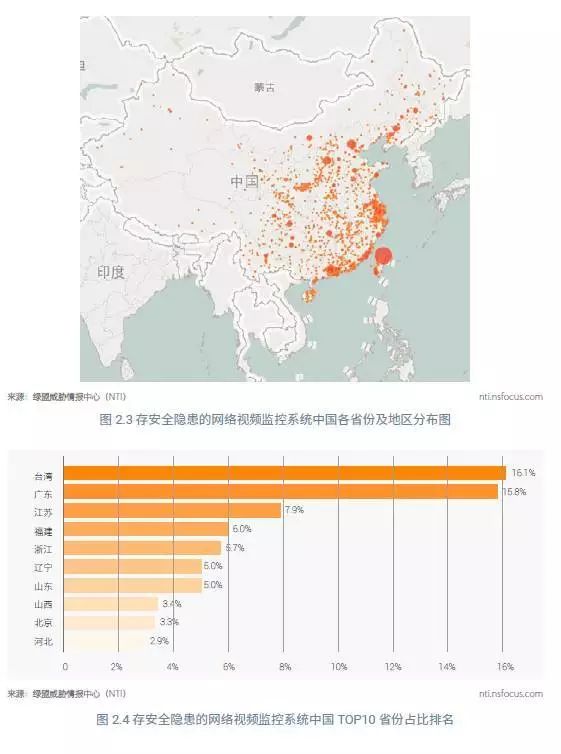 蒙古
中国
印度
来源:绿盟威胁情报中心(NTI) nti.nsfocus.com
图 2.3 存安全隐患的网络视频监控系统中国各省份及地区分布图
台湾 16.1%
广东 15.8%
江苏 7.9%
福建 6.0%
浙江 5.7%
辽宁 5.0%
山东 5.0%
山西 3.4%
北京 3.3%
河北 2.9%
0 2% 4% 6% 8% 10% 12% 14% 16%
来源:绿盟威胁情报中心(NTI) nti.nsfocus.com
图 2.4 存安全隐患的网络视频监控系统中国 TOP10 省份占比排名